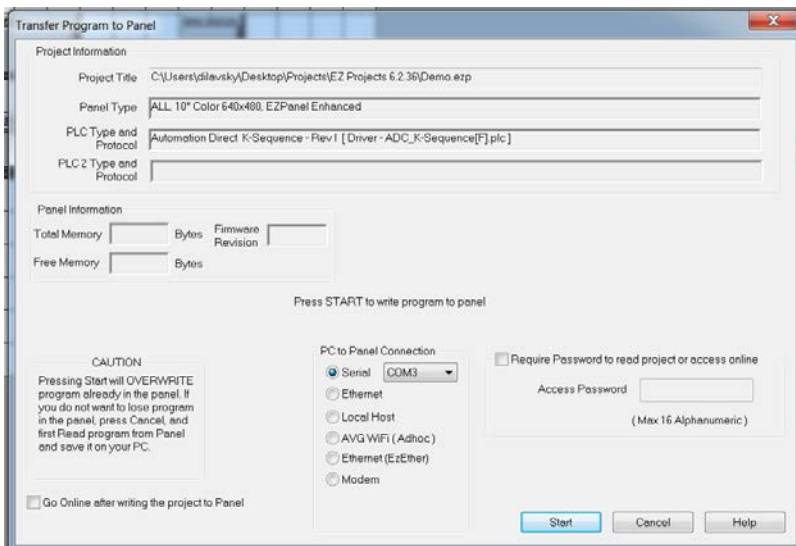 Transfer Program to Panel
Project Information
Project Title C:\Users\dilavsky\Desktop\Projects\EZ Projects 6.2.36\Demo.ezp
Panel Type ALL, 10" Color 640x480, EZPanel Enhanced
PLC Type and
Protocol
Automation Direct K-Sequence - Rev I [ Driver - ADC_K-Sequence[F].plc ]
PLC 2 Type and
Protocol
Panel Information
Total Memory Bytes Firmware
Revision
Free Memory Bytes
Press START to write program to panel
CAUTION
Pressing Start will OVERWRITE
program already in the panel. If
you do not want to lose program
in the panel, press Cancel, and
first Read program from Panel
and save it on your PC.
Go Online after writing the project to Panel
PC to Panel Connection
Serial COM3
Ethernet
Local Host
AVG WiFi ( Adhoc )
Ethernet (EzEther)
Modem
Require Password to read project or access online
Access Password
( Max 16 Alphanumeric )
Start Cancel Help